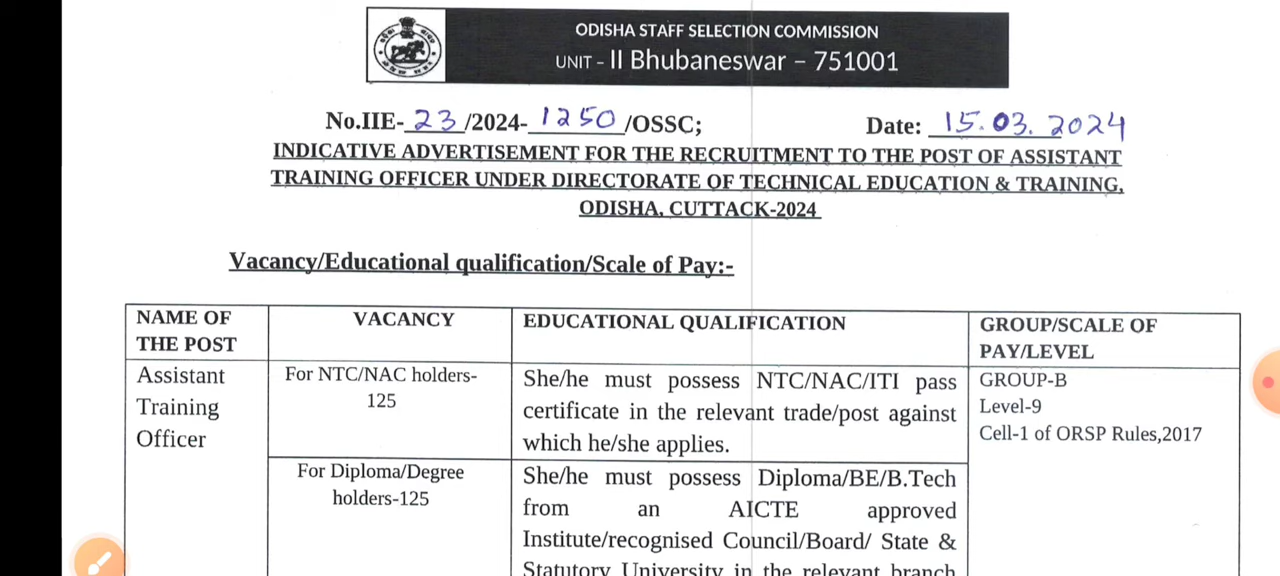 ODISHA STAFF SELECTION COMMISSION
UNIT – II Bhubaneswar – 751001
No.IIE- 23 /2024- 1250 /OSSC;
Date: 15.03.2024
INDICATIVE ADVERTISEMENT FOR THE RECRUITMENT TO THE POST OF ASSISTANT
TRAINING OFFICER UNDER DIRECTORATE OF TECHNICAL EDUCATION & TRAINING,
ODISHA, CUTTACK-2024
Vacancy/Educational qualification/Scale of Pay:-
NAME OF
THE POST
VACANCY
EDUCATIONAL QUALIFICATION
GROUP/SCALE OF
PAY/LEVEL
Assistant
Training
Officer
For NTC/NAC holders-
125
She/he must possess NTC/NAC/ITI pass
certificate in the relevant trade/post against
which he/she applies.
GROUP-B
Level-9
Cell-1 of ORSP Rules,2017
For Diploma/Degree
holders-125
She/he must possess Diploma/BE/B.Tech
from an AICTE approved
Institute/recognised Council/Board/ State &
Statutory University in the relevant branch